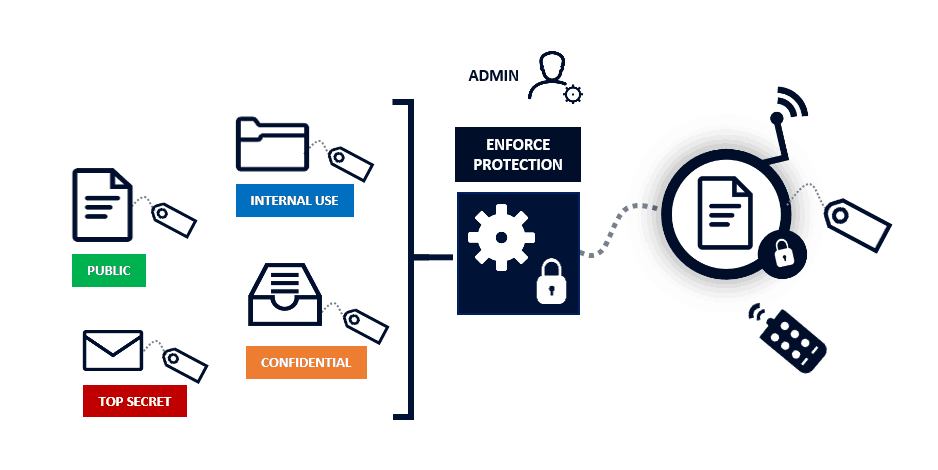 ADMIN
ENFORCE
PROTECTION
INTERNAL USE
PUBLIC
CONFIDENTIAL
TOP SECRET